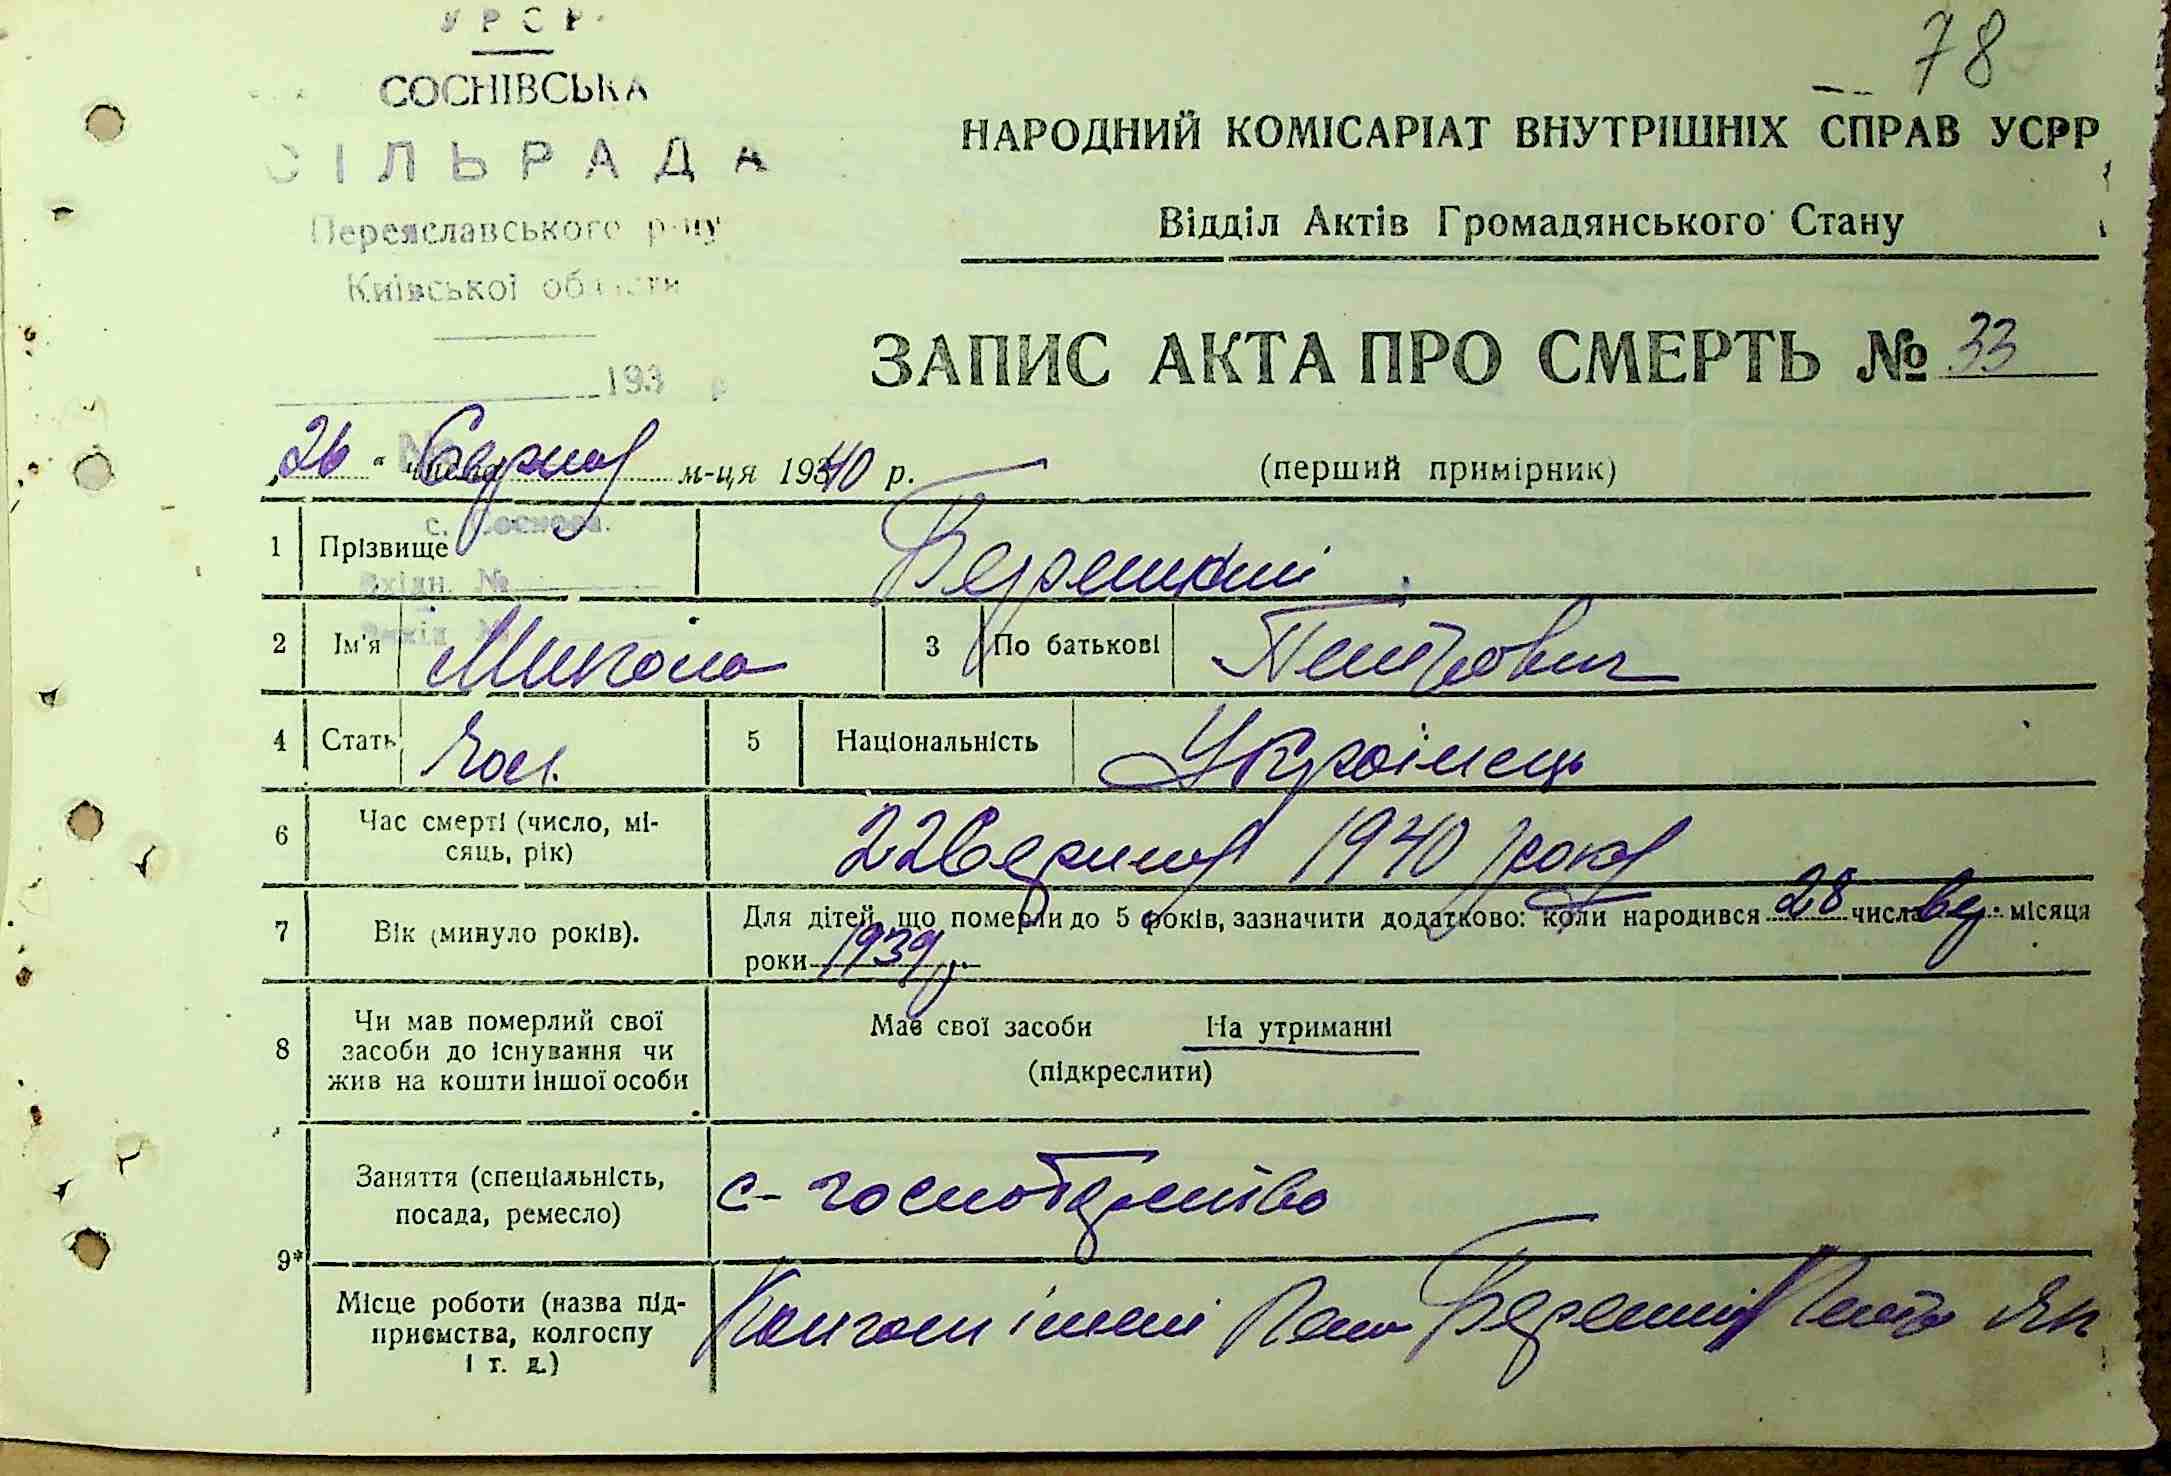 УРСР
78
СОСНІВСЬКА
СІЛЬРАДА
Переяславського р-ну
Київської області
193 р
НАРОДНИЙ КОМІСАРІАТ ВНУТРІШНІХ СПРАВ УСРР
Відділ Актів Громадянського Стану
ЗАПИС АКТА ПРО СМЕРТЬ № 33
26 " числа Серпня м-ця 1940 р.
(перший примірник)
с. Соснова.
Вхідн. №
1 Прізвище
2 Ім'я Микола 3 По батькові Петрович
4 Стать Чол. 5 Національність Українець
6 Час смерті (число, місяць, рік) 1940 року
7 Вік (минуло років). Для дітей, що померли до 5 років, зазначити додатково: коли народився 28 числа місяця
роки 1939 р.
8 Чи мав померлий свої засоби до існування чи жив на кошти іншої особи
Має свої засоби На утриманні
(підкреслити)
9* Заняття (спеціальність, посада, ремесло) с-господарство
Місце роботи (назва підприємства, колгоспу і т. д.) Колгосп імені